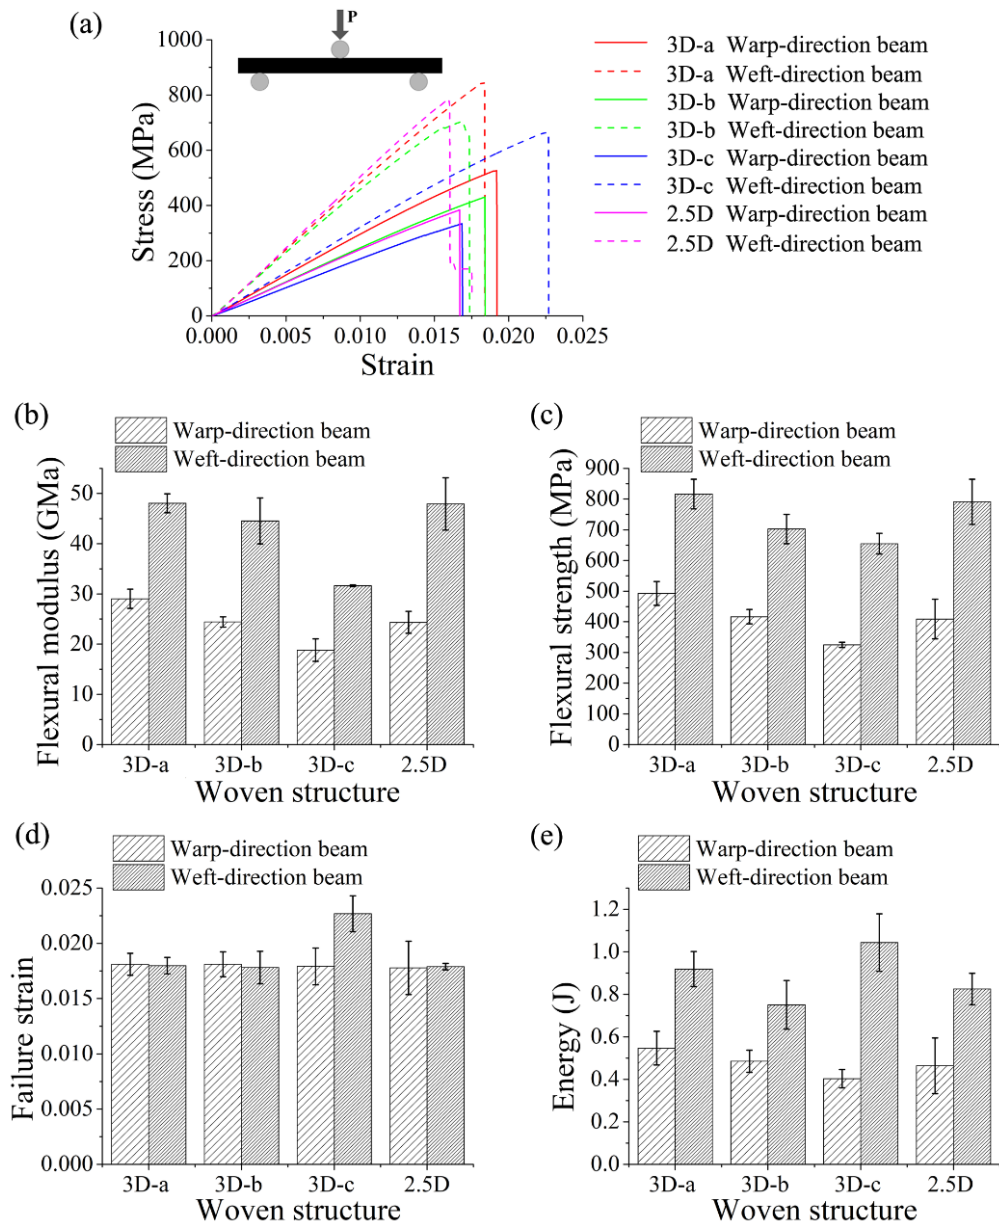 (a)
P
1000
800
600
400
200
0
0.000 0.005 0.010 0.015 0.020 0.025
Stress (MPa)
Strain
3D-a Warp-direction beam
3D-a Weft-direction beam
3D-b Warp-direction beam
3D-b Weft-direction beam
3D-c Warp-direction beam
3D-c Weft-direction beam
2.5D Warp-direction beam
2.5D Weft-direction beam
(b)
Warp-direction beam
Weft-direction beam
50
40
30
20
10
0
Flexural modulus (GMa)
3D-a 3D-b 3D-c 2.5D
Woven structure
(c)
Warp-direction beam
Weft-direction beam
900
800
700
600
500
400
300
200
100
0
Flexural strength (MPa)
3D-a 3D-b 3D-c 2.5D
Woven structure
(d)
Warp-direction beam
Weft-direction beam
0.025
0.020
0.015
0.010
0.005
0.000
Failure strain
3D-a 3D-b 3D-c 2.5D
Woven structure
(e)
Warp-direction beam
Weft-direction beam
1.2
1.0
0.8
0.6
0.4
0.2
0.0
Energy (J)
3D-a 3D-b 3D-c 2.5D
Woven structure